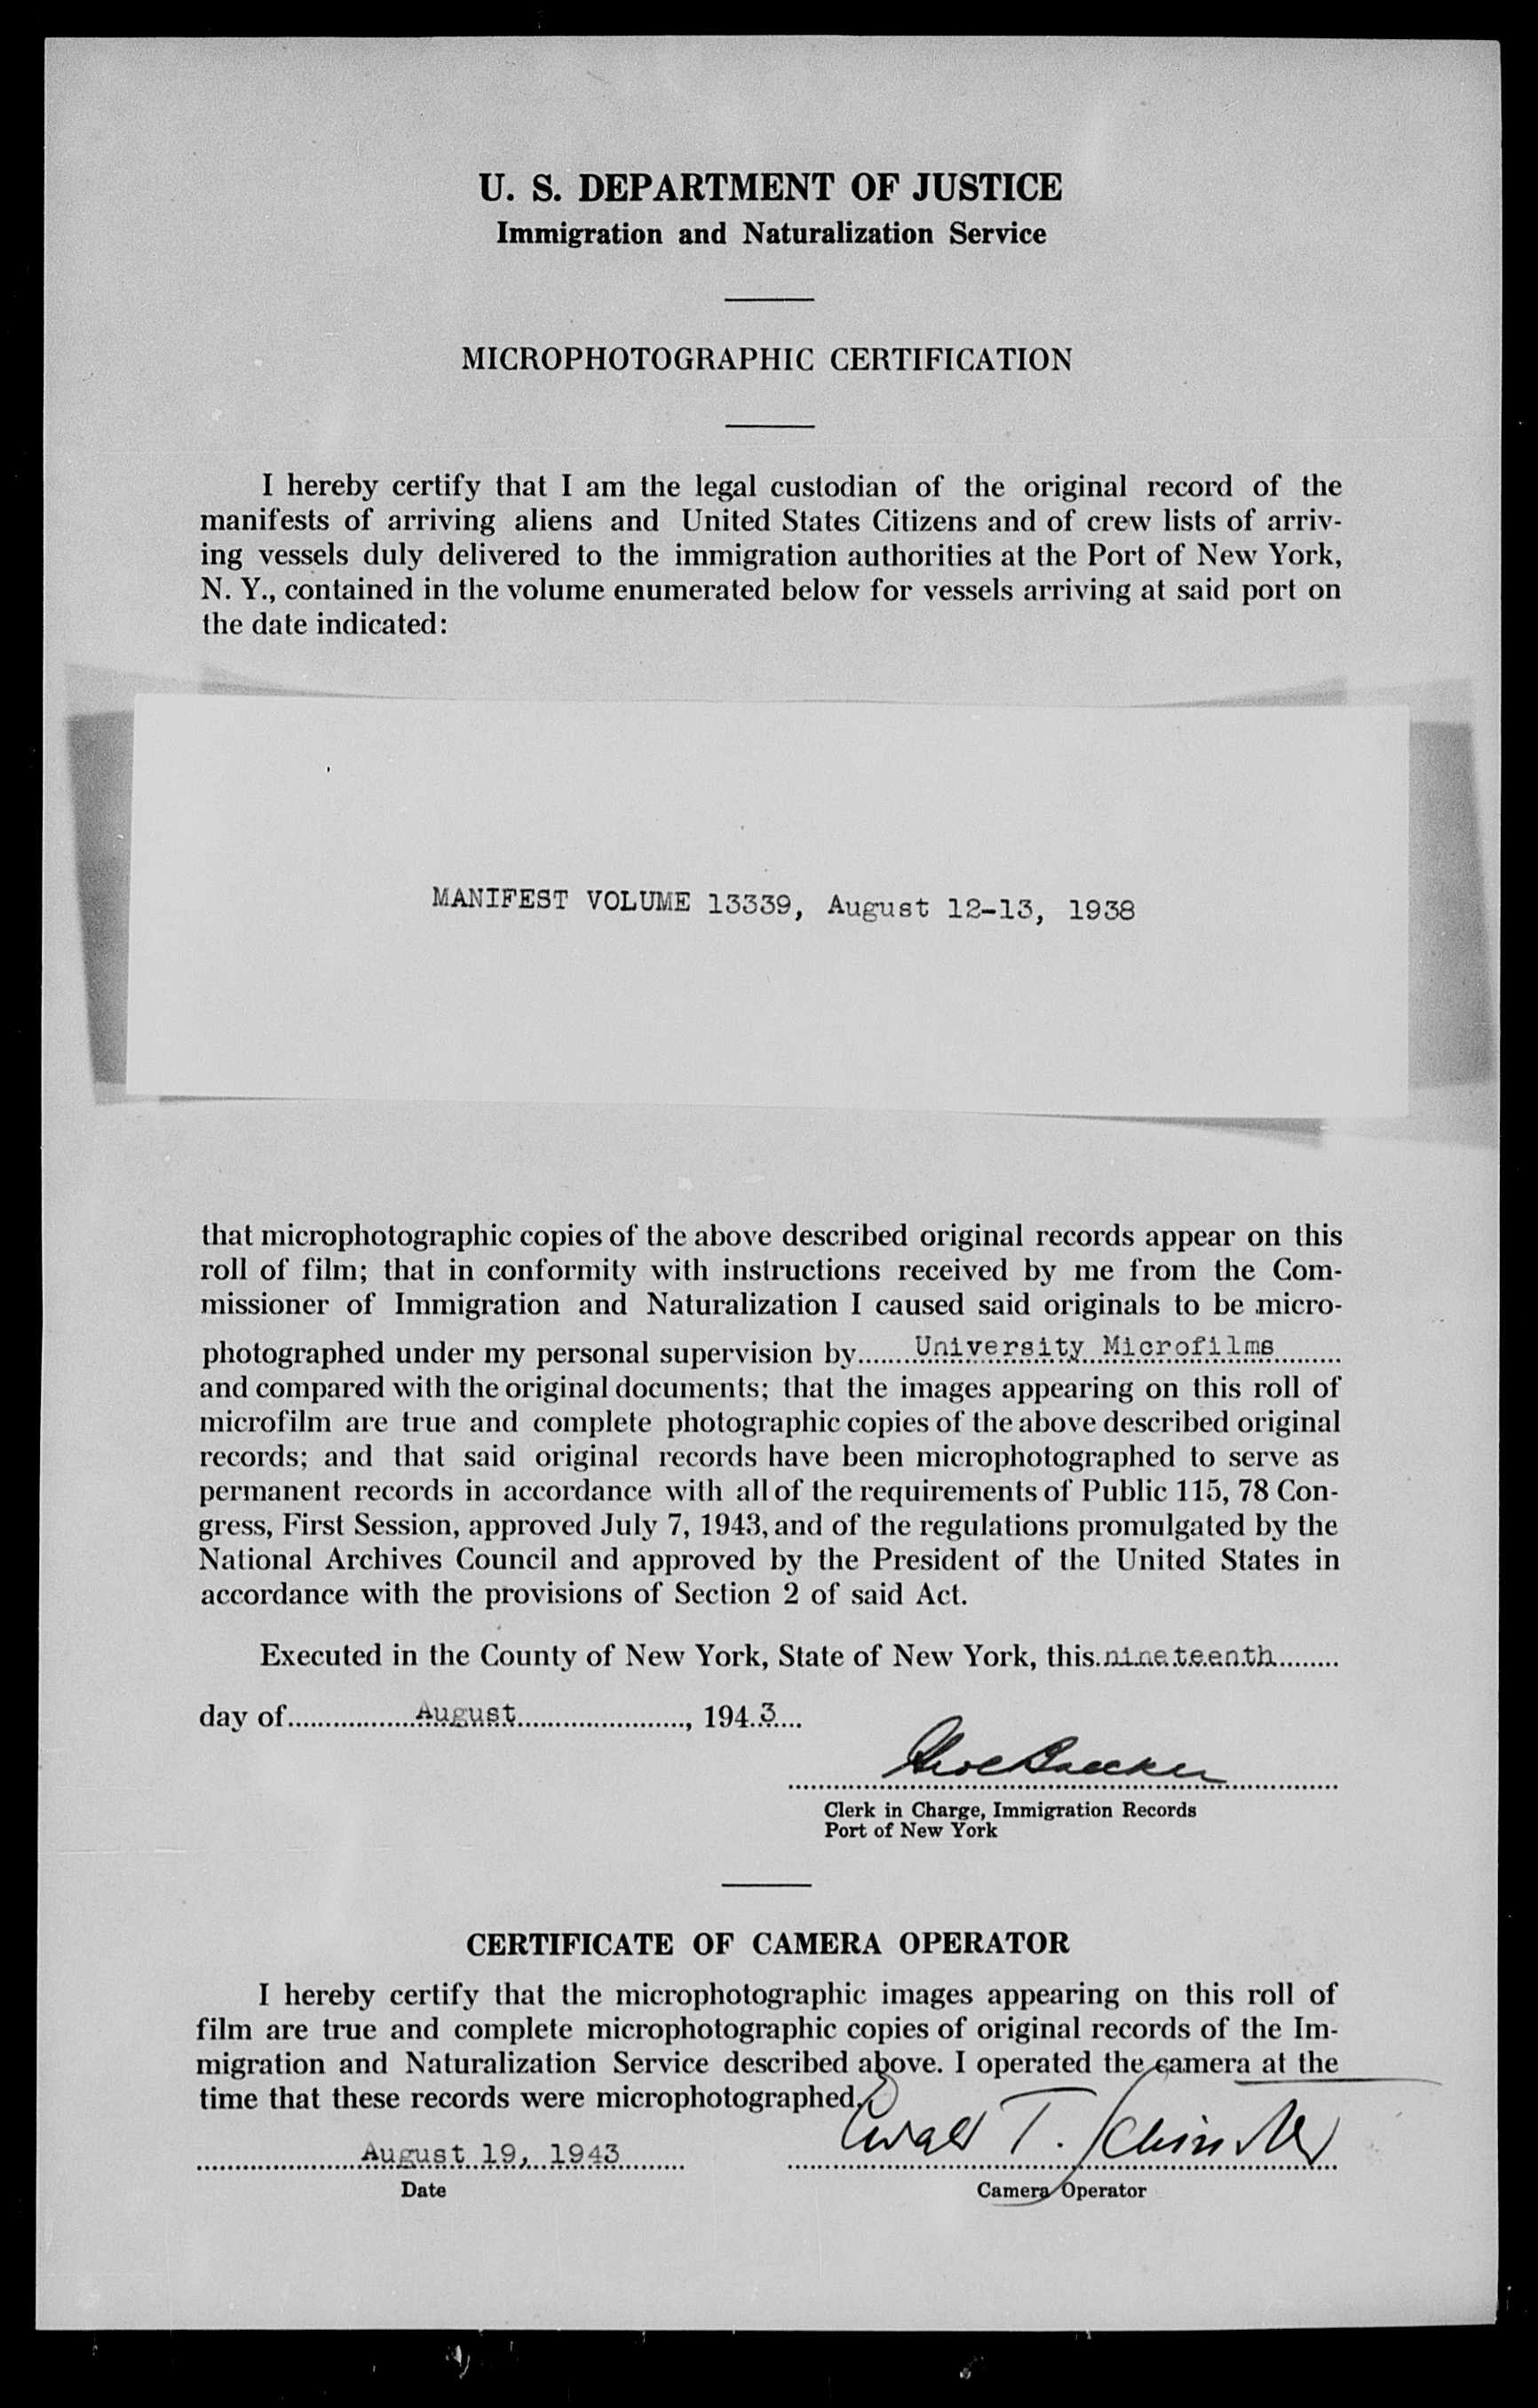 U. S. DEPARTMENT OF JUSTICE
Immigration and Naturalization Service
MICROPHOTOGRAPHIC CERTIFICATION
I hereby certify that I am the legal custodian of the original record of the
manifests of arriving aliens and United States Citizens and of crew lists of arriv-
ing vessels duly delivered to the immigration authorities at the Port of New York,
N. Y., contained in the volume enumerated below for vessels arriving at said port on
the date indicated:
MANIFEST VOLUME 13339, August 12-13, 1938
that microphotographic copies of the above described original records appear on this
roll of film; that in conformity with instructions received by me from the Com-
missioner of Immigration and Naturalization I caused said originals to be micro-
photographed under my personal supervision by University Microfilms
and compared with the original documents; that the images appearing on this roll of
microfilm are true and complete photographic copies of the above described original
records; and that said original records have been microphotographed to serve as
permanent records in accordance with all of the requirements of Public 115, 78 Con-
gress, First Session, approved July 7, 1943, and of the regulations promulgated by the
National Archives Council and approved by the President of the United States in
accordance with the provisions of Section 2 of said Act.
Executed in the County of New York, State of New York, this nineteenth
day of August, 1943
Clerk in Charge, Immigration Records
Port of New York
CERTIFICATE OF CAMERA OPERATOR
I hereby certify that the microphotographic images appearing on this roll of
film are true and complete microphotographic copies of original records of the Im-
migration and Naturalization Service described above. I operated the camera at the
time that these records were microphotographed.
T.
August 19, 1943
Date
Camera Operator